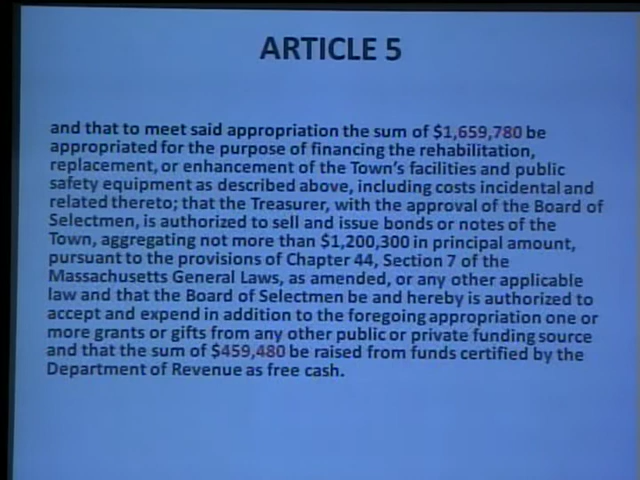 ARTICLE 5
and that to meet said appropriation the sum of $1,659,780 be
appropriated for the purpose of financing the rehabilitation,
replacement, or enhancement of the Town's facilities and public
safety equipment as described above, including costs incidental and
related thereto; that the Treasurer, with the approval of the Board of
Selectmen, is authorized to sell and issue bonds or notes of the
Town, aggregating not more than $1,200,300 in principal amount,
pursuant to the provisions of Chapter 44, Section 7 of the
Massachusetts General Laws, as amended, or any other applicable
law and that the Board of Selectmen be and hereby is authorized to
accept and expend in addition to the foregoing appropriation one or
more grants or gifts from any other public or private funding source
and that the sum of $459,480 be raised from funds certified by the
Department of Revenue as free cash.